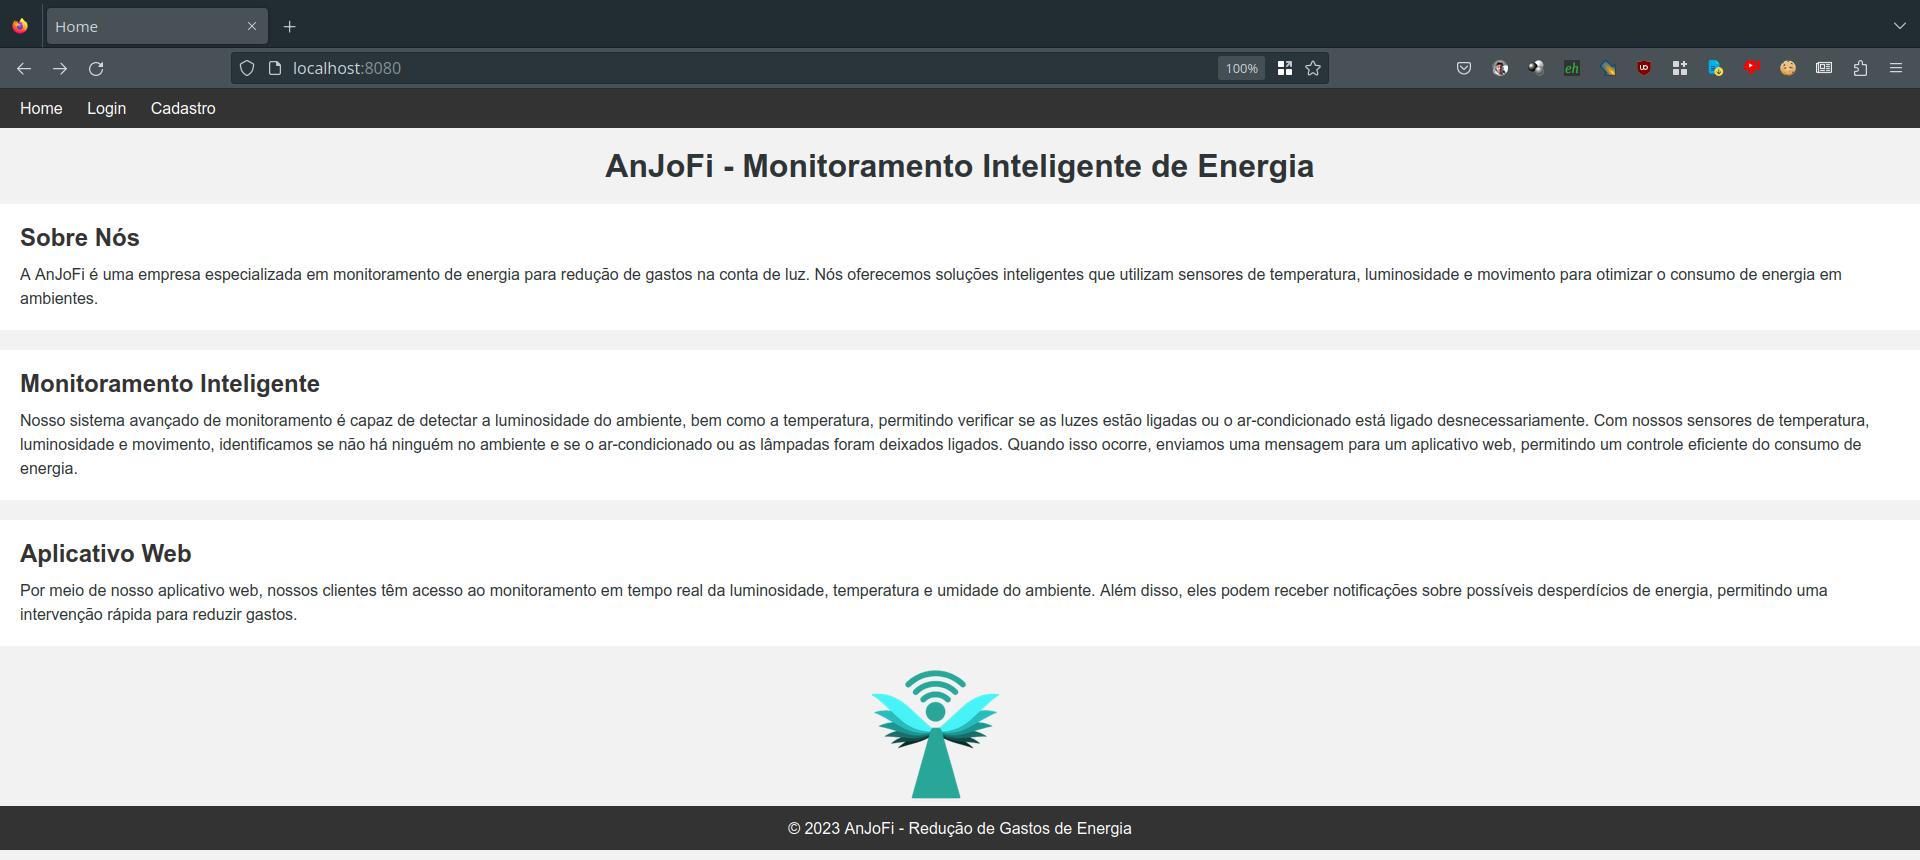 Home
localhost:8080
100%
eh
UD
Home Login Cadastro
AnJoFi - Monitoramento Inteligente de Energia
Sobre Nós
A AnJoFi é uma empresa especializada em monitoramento de energia para redução de gastos na conta de luz. Nós oferecemos soluções inteligentes que utilizam sensores de temperatura, luminosidade e movimento para otimizar o consumo de energia em
ambientes.
Monitoramento Inteligente
Nosso sistema avançado de monitoramento é capaz de detectar a luminosidade do ambiente, bem como a temperatura, permitindo verificar se as luzes estão ligadas ou o ar-condicionado está ligado desnecessariamente. Com nossos sensores de temperatura,
luminosidade e movimento, identificamos se não há ninguém no ambiente e se o ar-condicionado ou as lâmpadas foram deixados ligados. Quando isso ocorre, enviamos uma mensagem para um aplicativo web, permitindo um controle eficiente do consumo de
energia.
Aplicativo Web
Por meio de nosso aplicativo web, nossos clientes têm acesso ao monitoramento em tempo real da luminosidade, temperatura e umidade do ambiente. Além disso, eles podem receber notificações sobre possíveis desperdícios de energia, permitindo uma
intervenção rápida para reduzir gastos.
© 2023 AnJoFi - Redução de Gastos de Energia